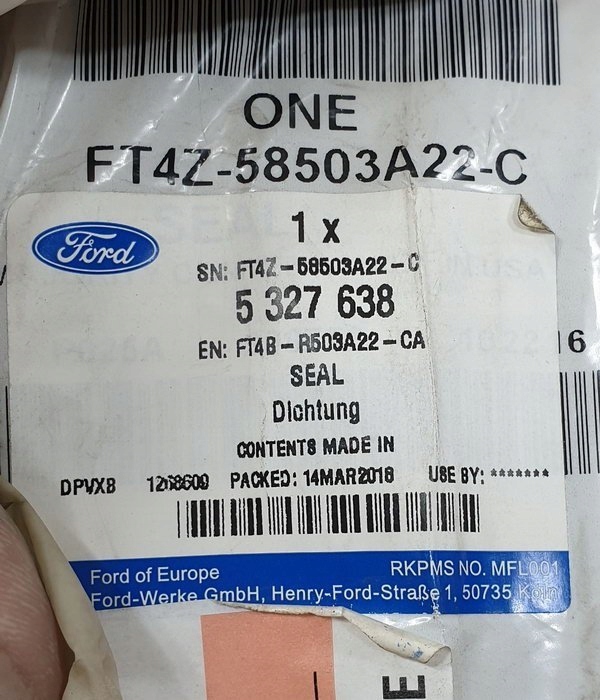 ONE
FT4Z-58503A22-C
Ford
1 x
SN: FT4Z-58503A22-C
5 327 638
EN: FT4B-R503A22-CA
SEAL
Dichtung
CONTENTS MADE IN
DPVXB 1268609 PACKED: 14MAR2016 USE BY: *******
Ford of Europe RKPMS NO. MFL001
Ford-Werke GmbH, Henry-Ford-Straße 1, 50735 Köln